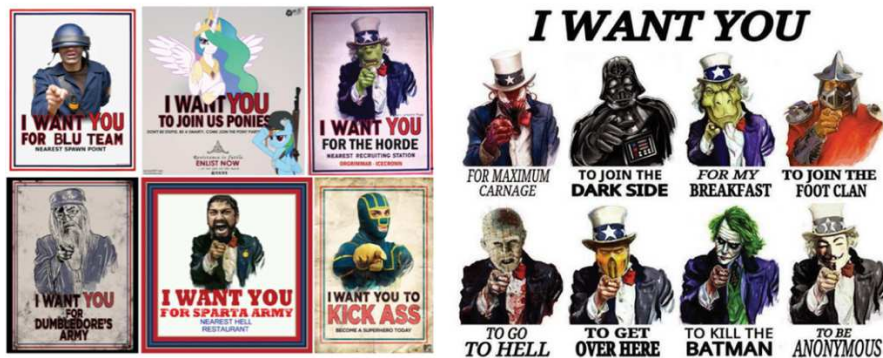 I WANT YOU
FOR BLU TEAM
NEAREST SPAWN POINT
I WANT YOU
TO JOIN US PONIES
ENLIST NOW
I WANT YOU
FOR THE HORDE
NEAREST RECRUITING STATION
ORGRIMMAR - ICECROWN
I WANT YOU
FOR
DUMBLEDORE'S
ARMY
I WANT YOU
FOR SPARTA ARMY
NEAREST HELL
RESTAURANT
I WANT YOU TO
KICK ASS
BECOME A SUPERHERO TODAY
I WANT YOU
FOR MAXIMUM
CARNAGE
TO JOIN THE
DARK SIDE
FOR MY
BREAKFAST
TO JOIN THE
FOOT CLAN
TO GO
TO HELL
TO GET
OVER HERE
TO KILL THE
BATMAN
TO BE
ANONYMOUS